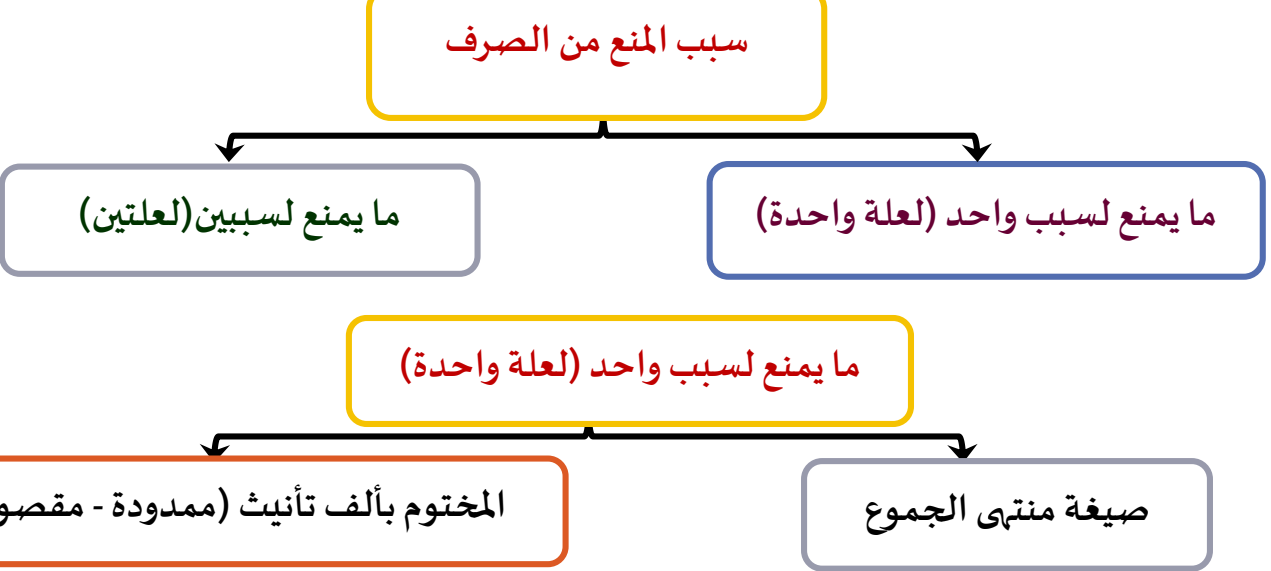 سبب المنع من الصرف
ما يمنع لسبب واحد (لعلة واحدة)
ما يمنع لسببين(لعلتين)
ما يمنع لسبب واحد (لعلة واحدة)
صيغة منتهى الجموع
المختوم بألف تأنيث (ممدودة -